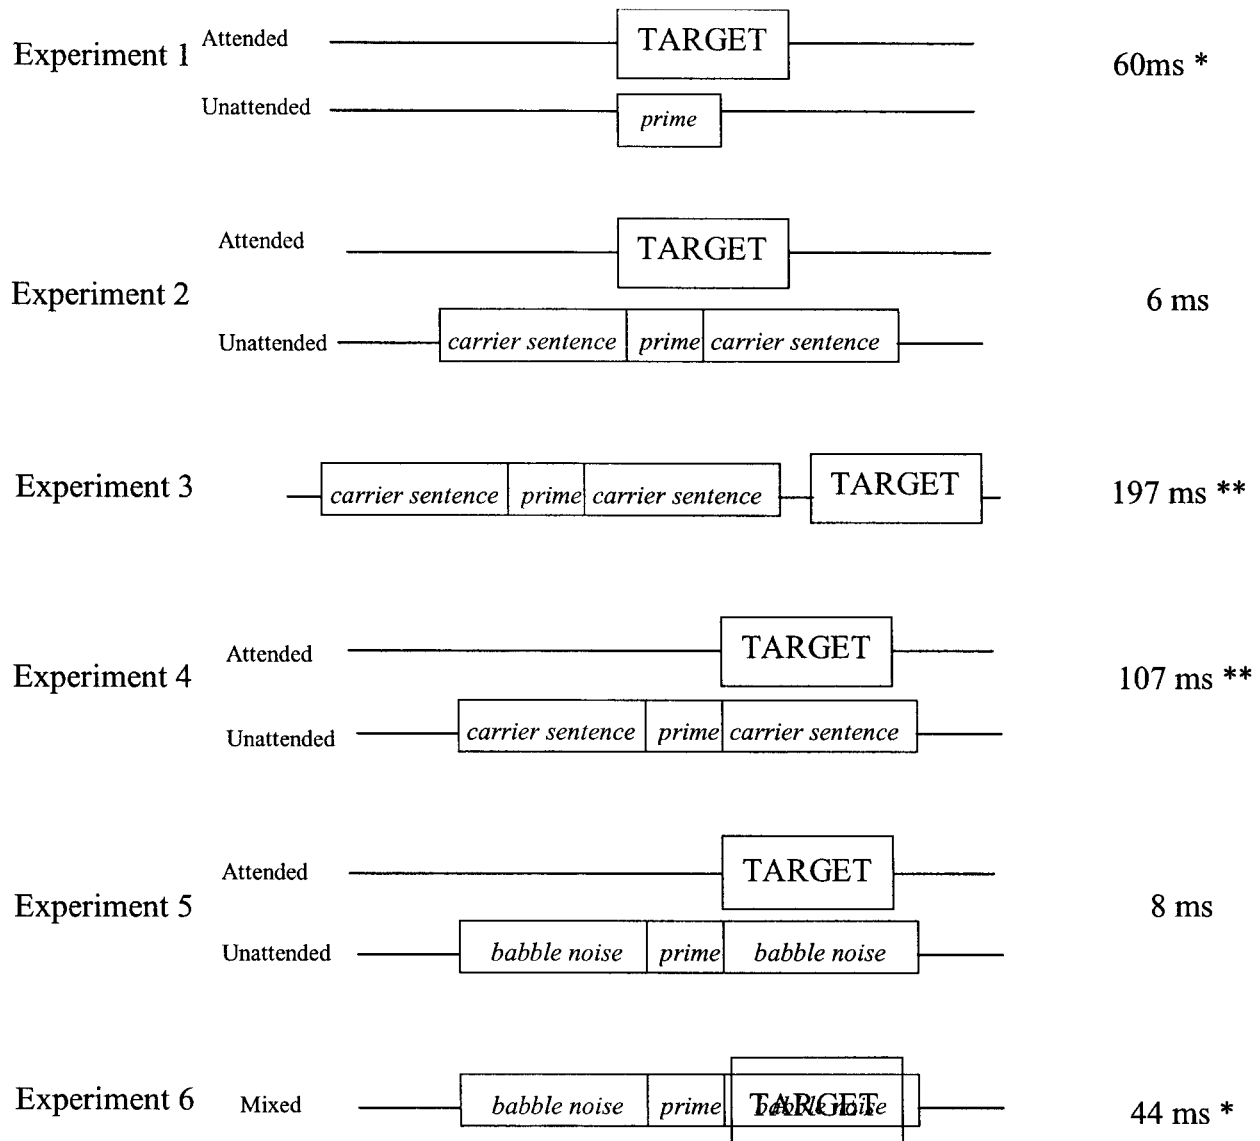 Experiment 1 Attended TARGET 60ms *
Unattended prime
Attended TARGET
Experiment 2 6 ms
Unattended carrier sentence prime carrier sentence
Experiment 3 carrier sentence prime carrier sentence TARGET 197 ms **
Attended TARGET
Experiment 4 107 ms **
Unattended carrier sentence prime carrier sentence
Attended TARGET
Experiment 5 8 ms
Unattended babble noise prime babble noise
Experiment 6 Mixed babble noise prime babble noise TARGET 44 ms *